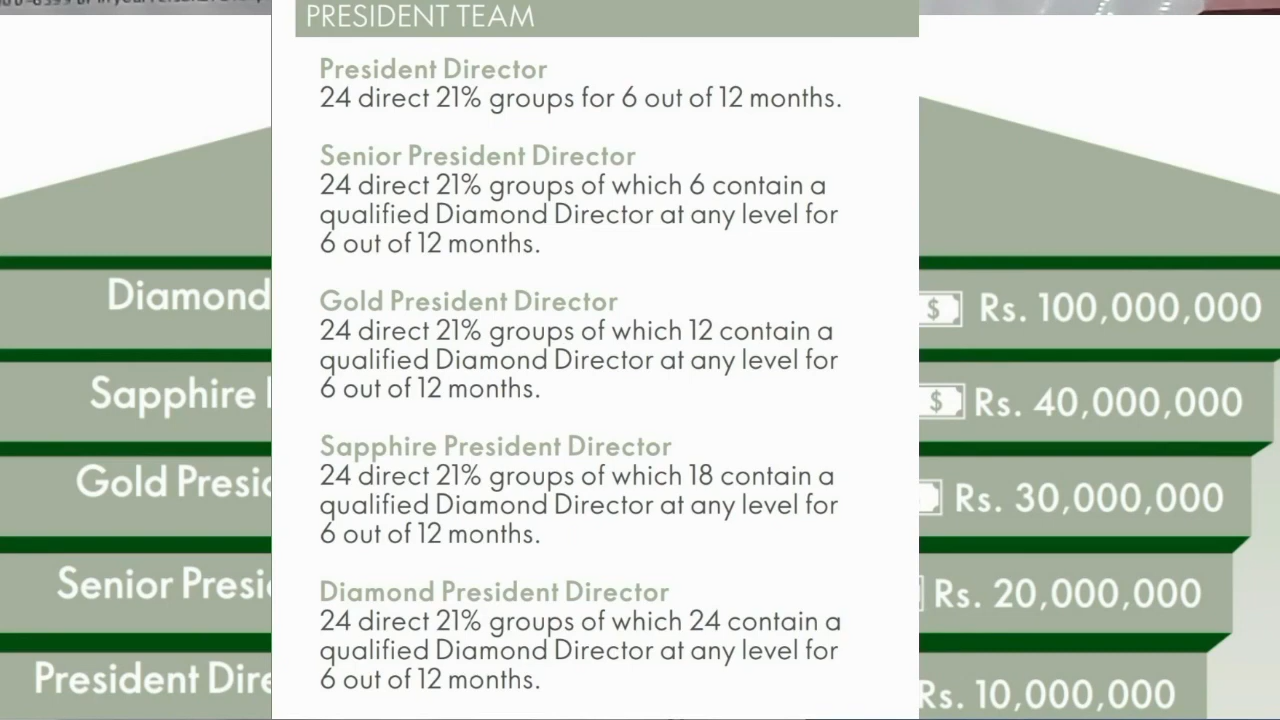 PRESIDENT TEAM
President Director
24 direct 21% groups for 6 out of 12 months.
Senior President Director
24 direct 21% groups of which 6 contain a
qualified Diamond Director at any level for
6 out of 12 months.
Gold President Director
24 direct 21% groups of which 12 contain a
qualified Diamond Director at any level for
6 out of 12 months.
Sapphire President Director
24 direct 21% groups of which 18 contain a
qualified Diamond Director at any level for
6 out of 12 months.
Diamond President Director
24 direct 21% groups of which 24 contain a
qualified Diamond Director at any level for
6 out of 12 months.
Diamond
Sapphire
Gold
Senior
President
$ Rs. 100,000,000
$ Rs. 40,000,000
Rs. 30,000,000
Rs. 20,000,000
Rs. 10,000,000